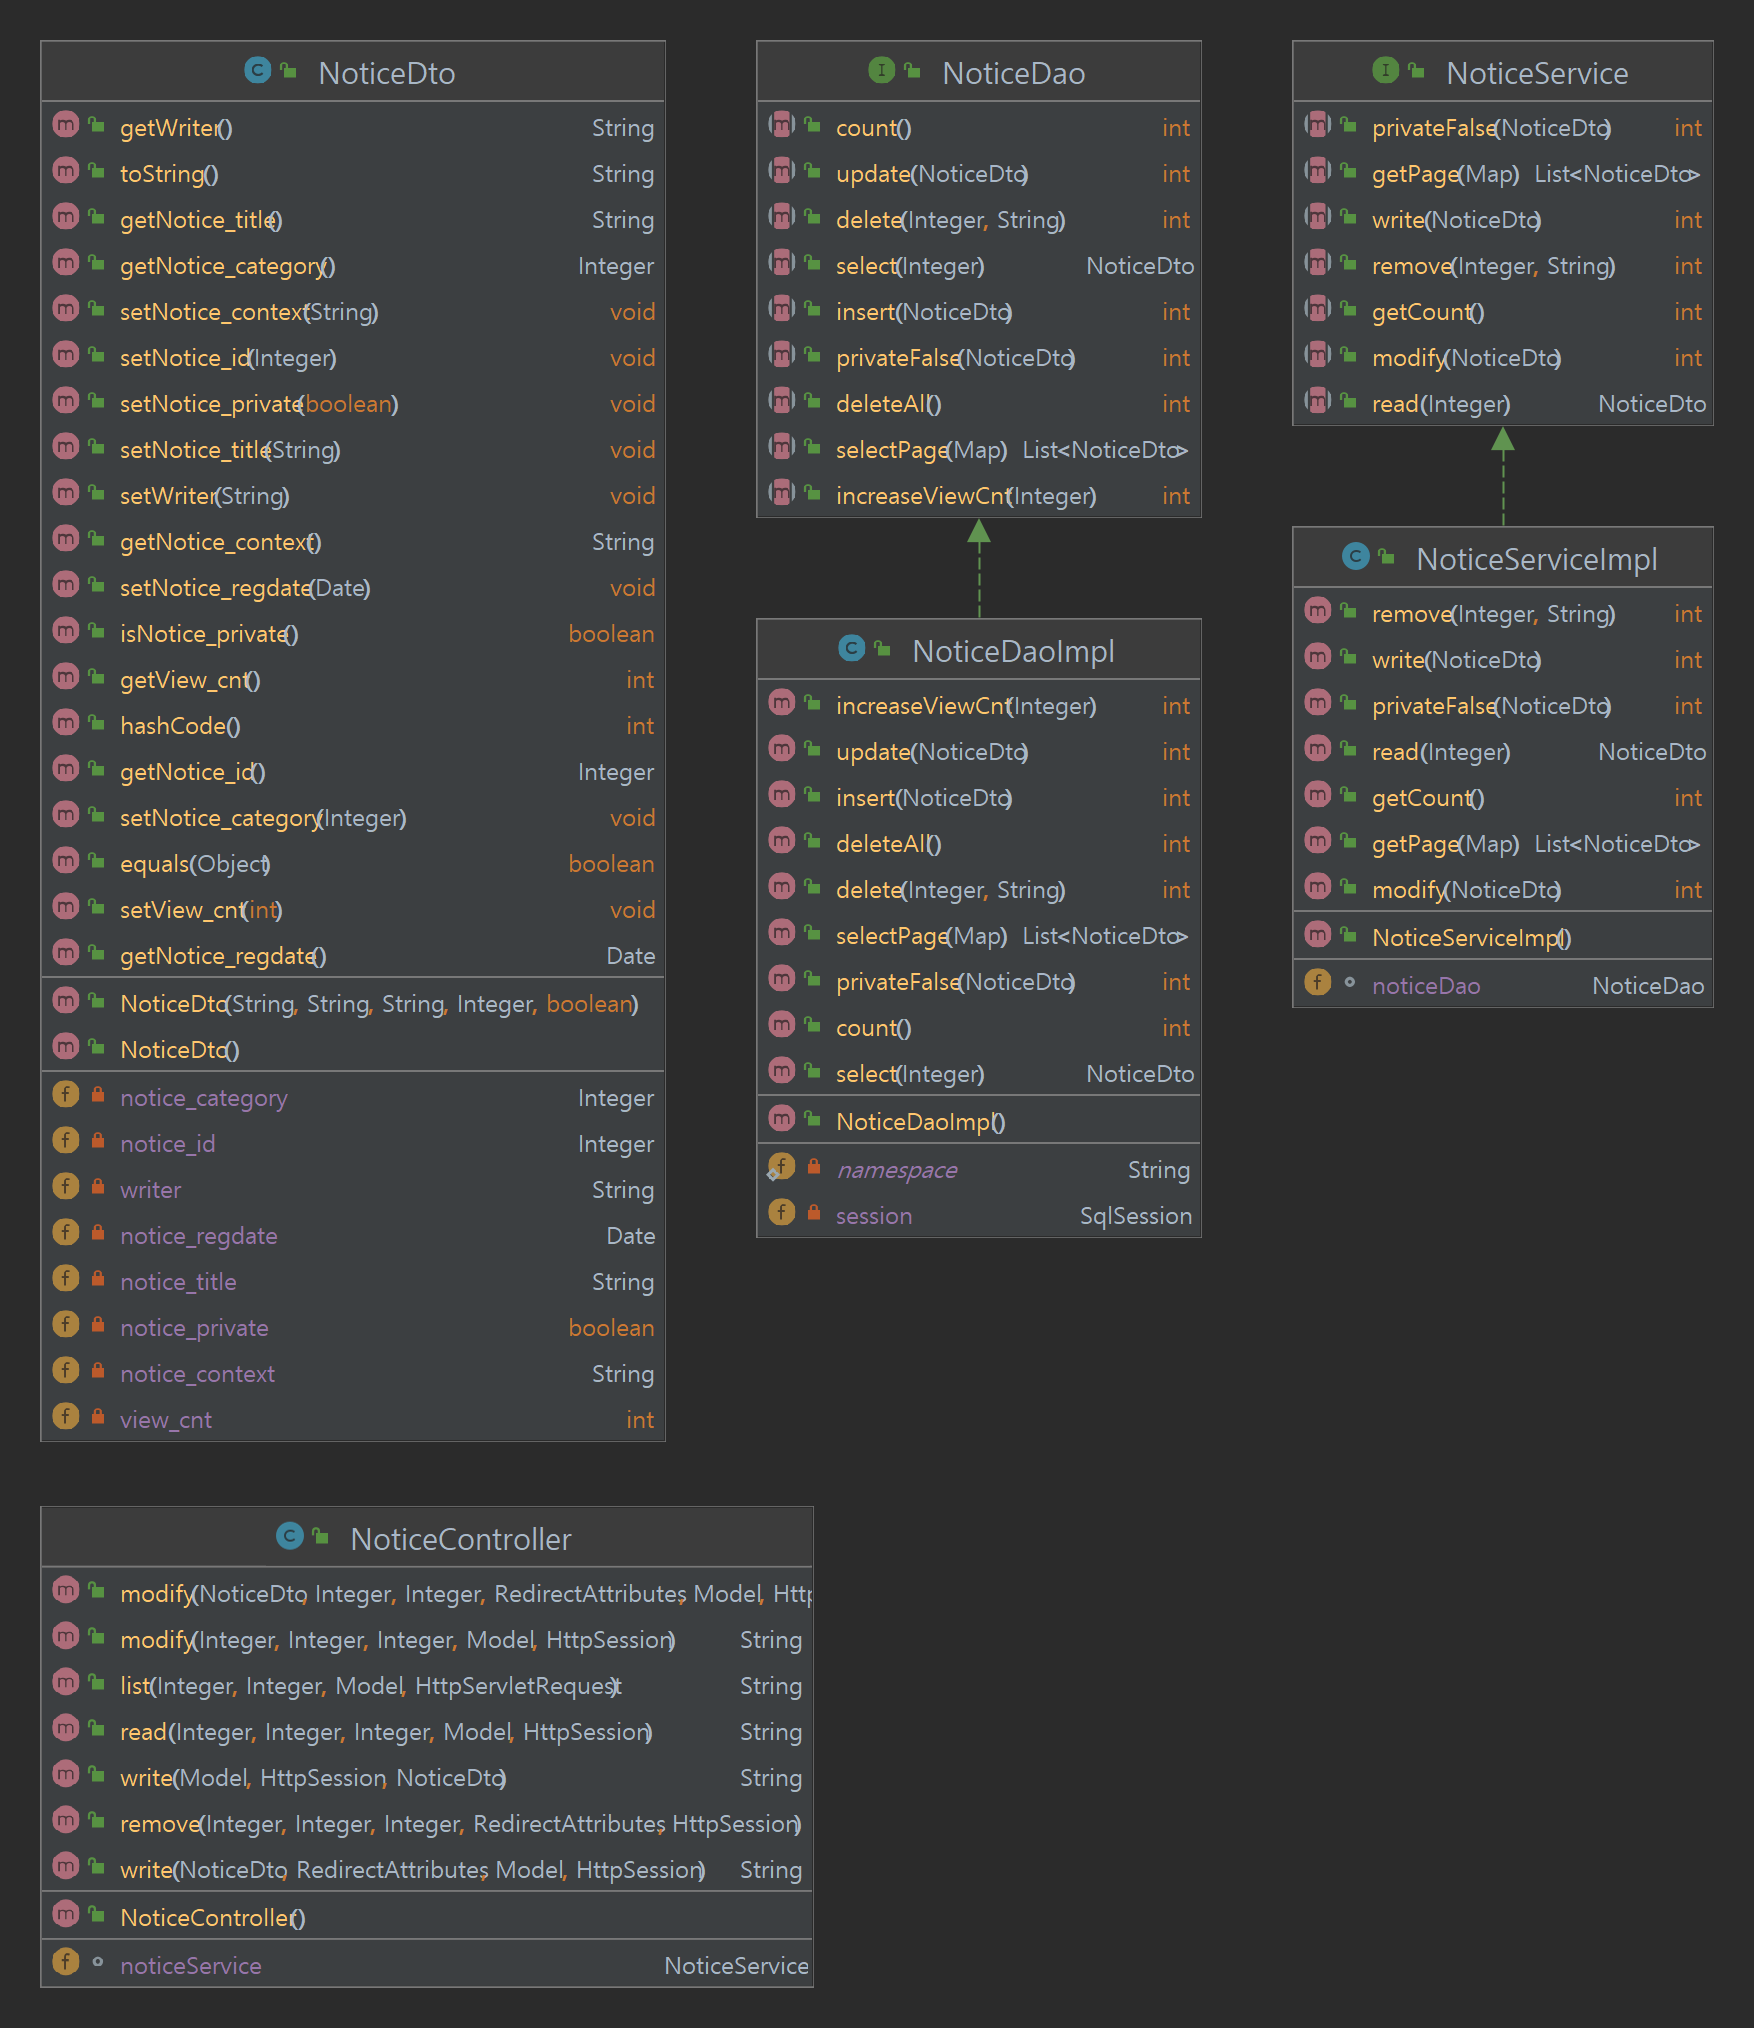 NoticeDto
getWriter() String
toString() String
getNotice_title() String
getNotice_category() Integer
setNotice_context(String) void
setNotice_id(Integer) void
setNotice_private(boolean) void
setNotice_title(String) void
setWriter(String) void
getNotice_context() String
setNotice_regdate(Date) void
isNotice_private() boolean
getView_cnt() int
hashCode() int
getNotice_id() Integer
setNotice_category(Integer) void
equals(Object) boolean
setView_cnt(int) void
getNotice_regdate() Date
NoticeDto(String, String, String, Integer, boolean)
NoticeDto()
notice_category Integer
notice_id Integer
writer String
notice_regdate Date
notice_title String
notice_private boolean
notice_context String
view_cnt int
NoticeDao
count() int
update(NoticeDto) int
delete(Integer, String) int
select(Integer) NoticeDto
insert(NoticeDto) int
privateFalse(NoticeDto) int
deleteAll() int
selectPage(Map) List<NoticeDto>
increaseViewCnt(Integer) int
NoticeDaoImpl
increaseViewCnt(Integer) int
update(NoticeDto) int
insert(NoticeDto) int
deleteAll() int
delete(Integer, String) int
selectPage(Map) List<NoticeDto>
privateFalse(NoticeDto) int
count() int
select(Integer) NoticeDto
NoticeDaoImpl()
namespace String
session SqlSession
NoticeService
privateFalse(NoticeDto) int
getPage(Map) List<NoticeDto>
write(NoticeDto) int
remove(Integer, String) int
getCount() int
modify(NoticeDto) int
read(Integer) NoticeDto
NoticeServiceImpl
remove(Integer, String) int
write(NoticeDto) int
privateFalse(NoticeDto) int
read(Integer) NoticeDto
getCount() int
getPage(Map) List<NoticeDto>
modify(NoticeDto) int
NoticeServiceImpl()
noticeDao NoticeDao
NoticeController
modify(NoticeDto, Integer, Integer, RedirectAttributes, Model, Http
modify(Integer, Integer, Integer, Model, HttpSession) String
list(Integer, Integer, Model, HttpServletRequest) String
read(Integer, Integer, Integer, Model, HttpSession) String
write(Model, HttpSession, NoticeDto) String
remove(Integer, Integer, Integer, RedirectAttributes, HttpSession)
write(NoticeDto, RedirectAttributes, Model, HttpSession) String
NoticeController()
noticeService NoticeService